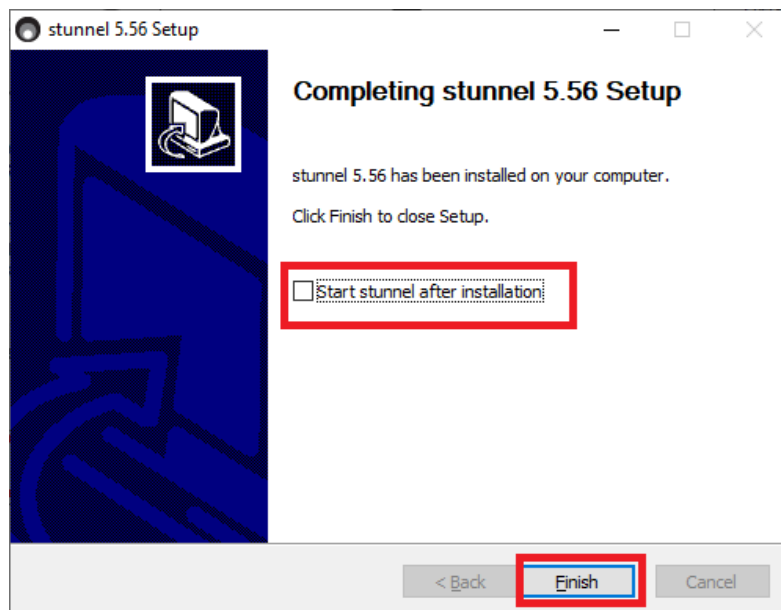 stunnel 5.56 Setup
Completing stunnel 5.56 Setup
stunnel 5.56 has been installed on your computer.
Click Finish to close Setup.
Start stunnel after installation
< Back
Finish
Cancel